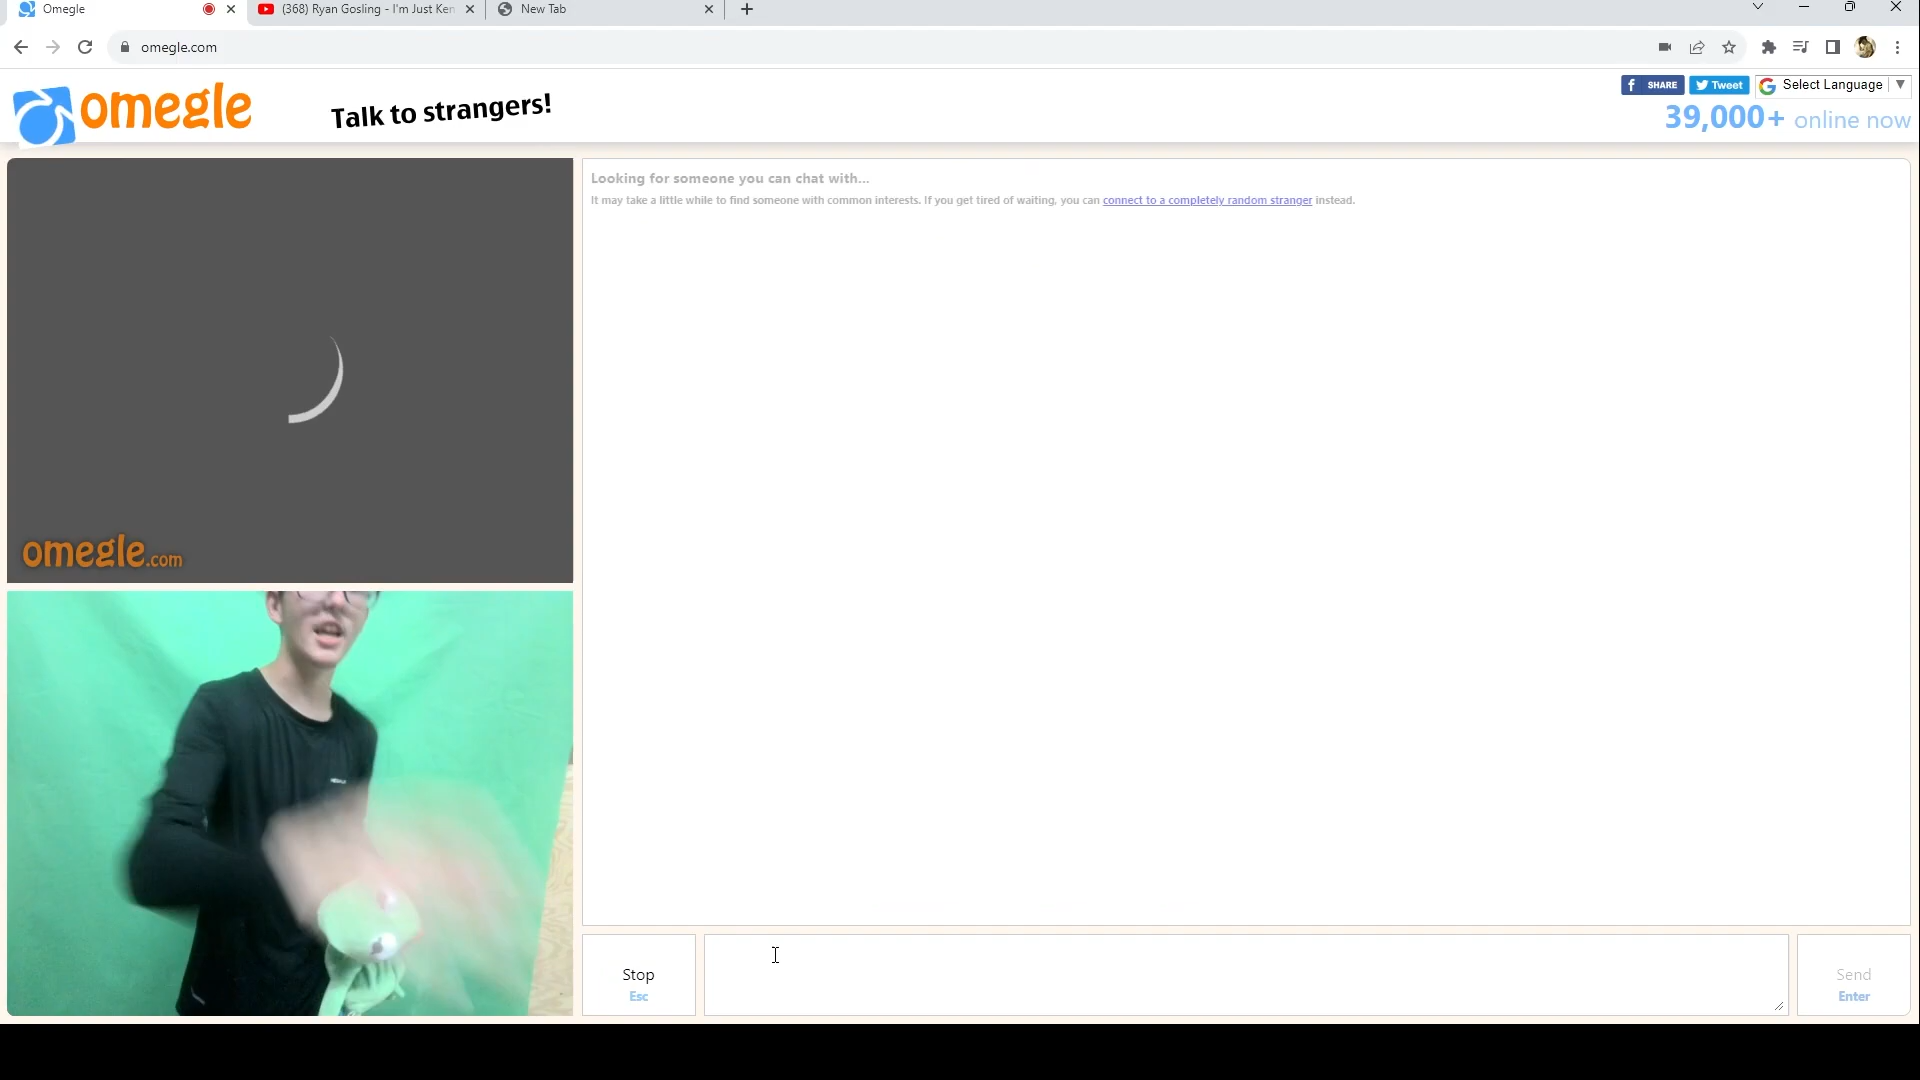 Omegle
(368) Ryan Gosling - I'm Just Ken
New Tab
omegle.com
omegle
Talk to strangers!
SHARE
Tweet
Select Language
39,000+ online now
Looking for someone you can chat with...
It may take a little while to find someone with common interests. If you get tired of waiting, you can connect to a completely random stranger instead.
omegle.com
Stop
Esc
Send
Enter